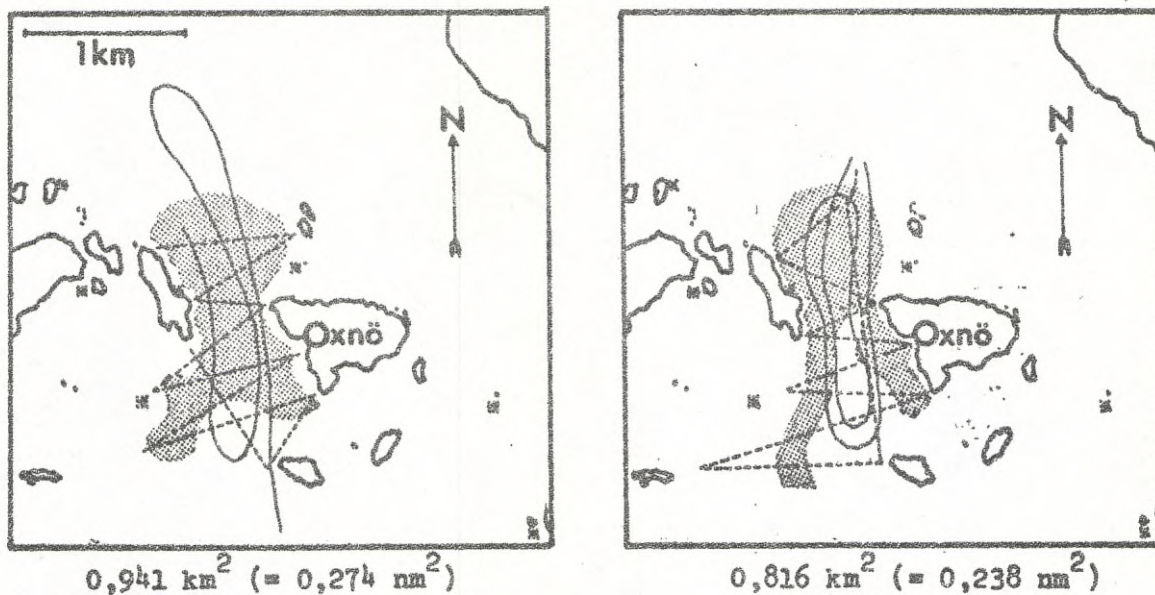 1km
N
Oxnö
0,941 km² (= 0,274 nm²)
N
Oxnö
0,816 km² (= 0,238 nm²)